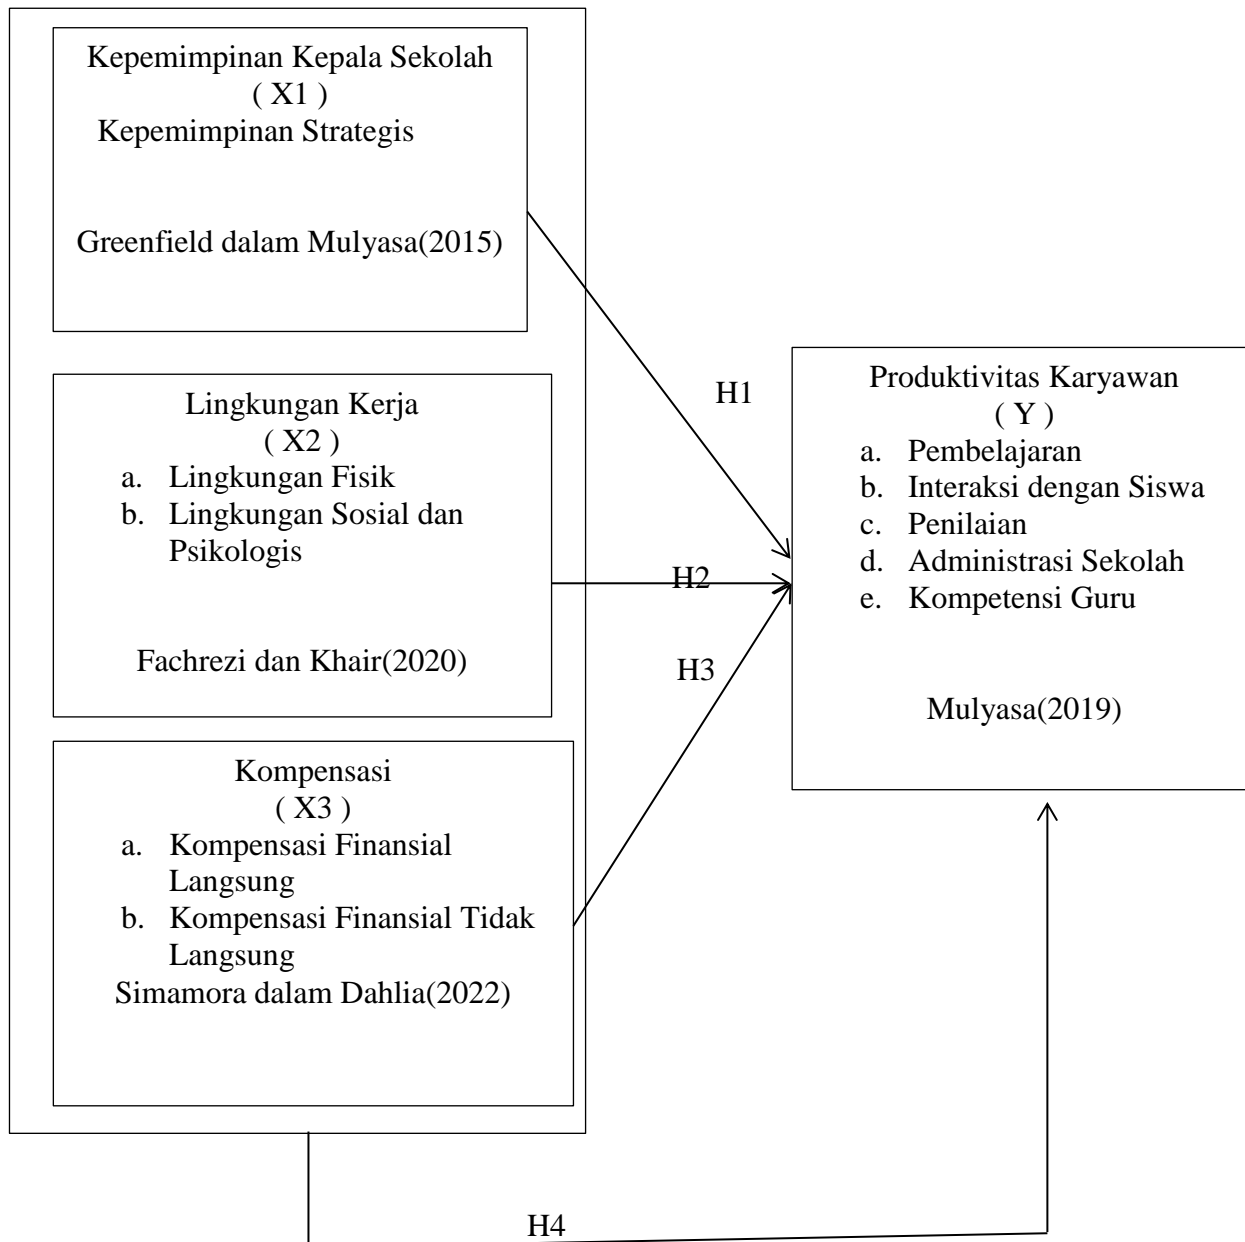 Kepemimpinan Kepala Sekolah
( X1 )
Kepemimpinan Strategis
Greenfield dalam Mulyasa(2015)
Lingkungan Kerja
( X2 )
a. Lingkungan Fisik
b. Lingkungan Sosial dan
Psikologis
Fachrezi dan Khair(2020)
Kompensasi
( X3 )
a. Kompensasi Finansial
Langsung
b. Kompensasi Finansial Tidak
Langsung
Simamora dalam Dahlia(2022)
H1
H2
H3
H4
Produktivitas Karyawan
( Y )
a. Pembelajaran
b. Interaksi dengan Siswa
c. Penilaian
d. Administrasi Sekolah
e. Kompetensi Guru
Mulyasa(2019)